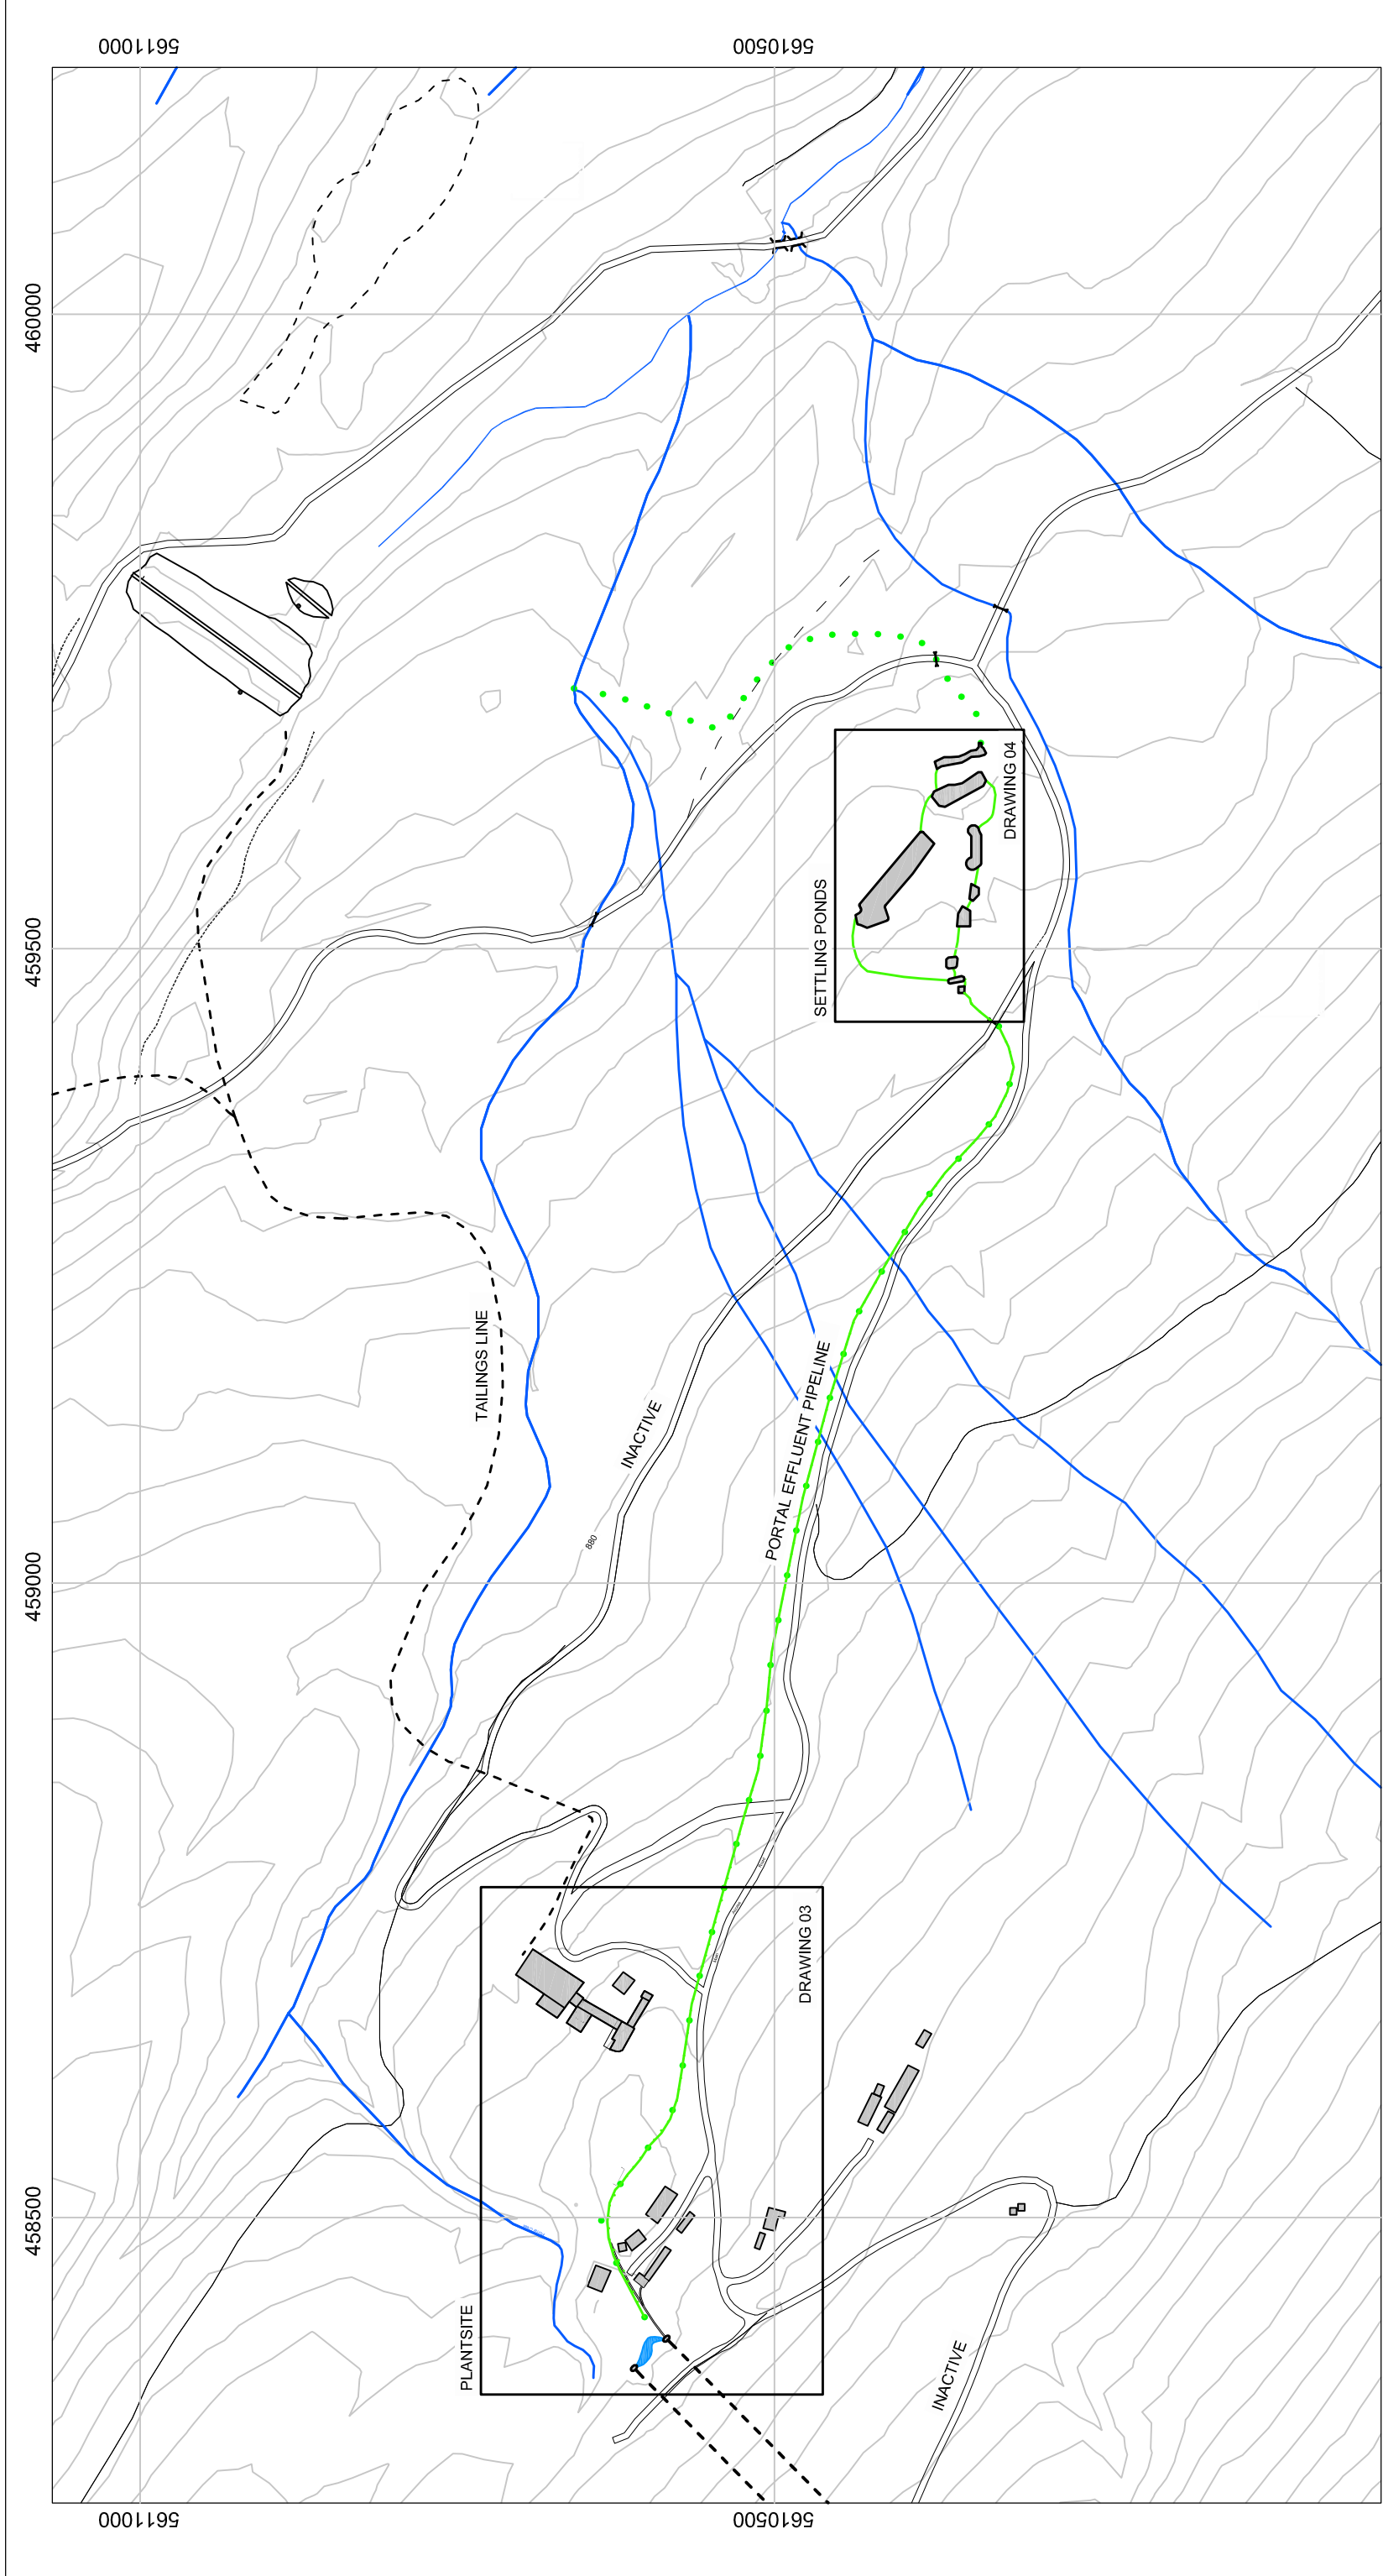 5611000
5610500
460000
459500
459000
458500
DRAWING 04
SETTLING PONDS
TAILINGS LINE
INACTIVE
PORTAL EFFLUENT PIPELINE
880
DRAWING 03
PLANTSITE
INACTIVE
5611000
5610500